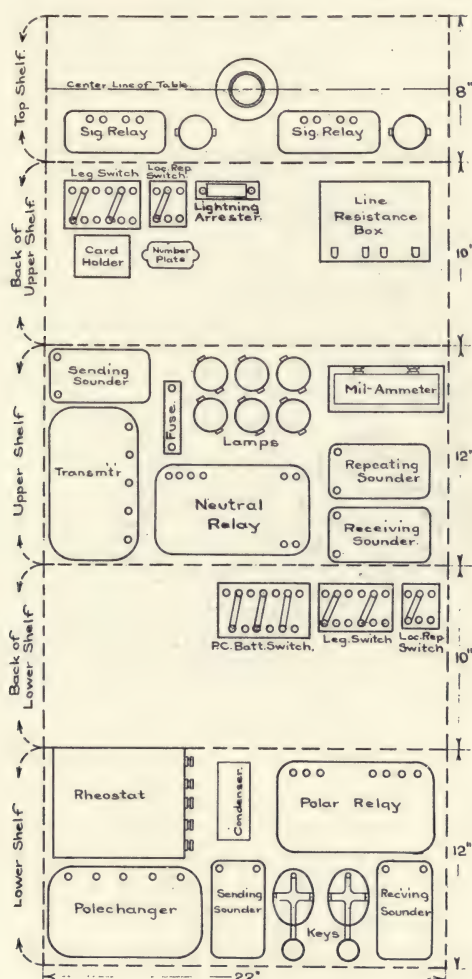 Top Shelf.
8"
Center Line of Table.
Sig. Relay
Sig. Relay
Back of
Upper Shelf.
10"
Leg Switch
Loc. Rep.
Switch.
Lightning
Arrester.
Line
Resistance
Box
Card
Holder
Number
Plate
Upper Shelf
12"
Sending
Sounder
Fuse.
Lamps
Mil-Ammeter
Transmtr
Neutral
Relay
Repeating
Sounder
Receiving
Sounder.
Back of
Lower Shelf
10"
P.C. Batt. Switch.
Leg. Switch
Loc. Rep
Switch
Lower Shelf
12"
Rheostat
Condenser.
Polar Relay
Polechanger
Sending
Sounder
Keys
Recving
Sounder
22"